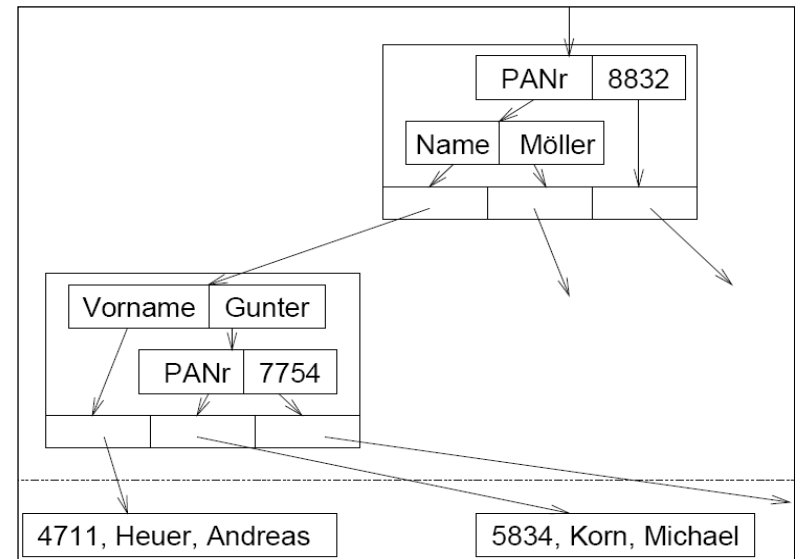 PANr 8832
Name Möller
Vorname Gunter
PANr 7754
4711, Heuer, Andreas
5834, Korn, Michael